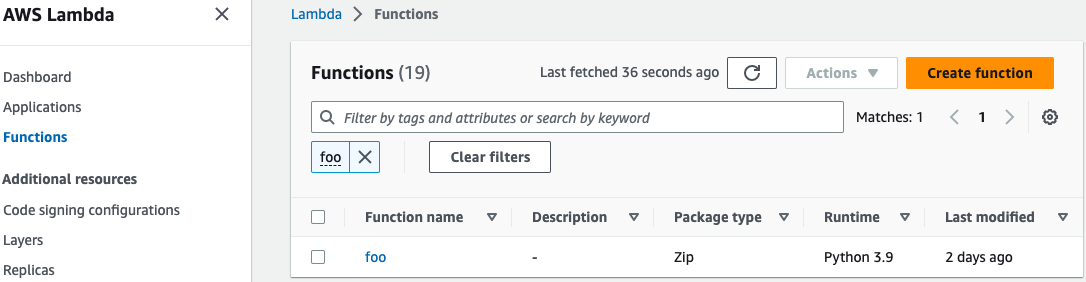 AWS Lambda
Dashboard
Applications
Functions
Additional resources
Code signing configurations
Layers
Replicas
Lambda > Functions
Functions (19) Last fetched 36 seconds ago Actions Create function
Filter by tags and attributes or search by keyword Matches: 1 1
foo Clear filters
Function name Description Package type Runtime Last modified
foo - Zip Python 3.9 2 days ago